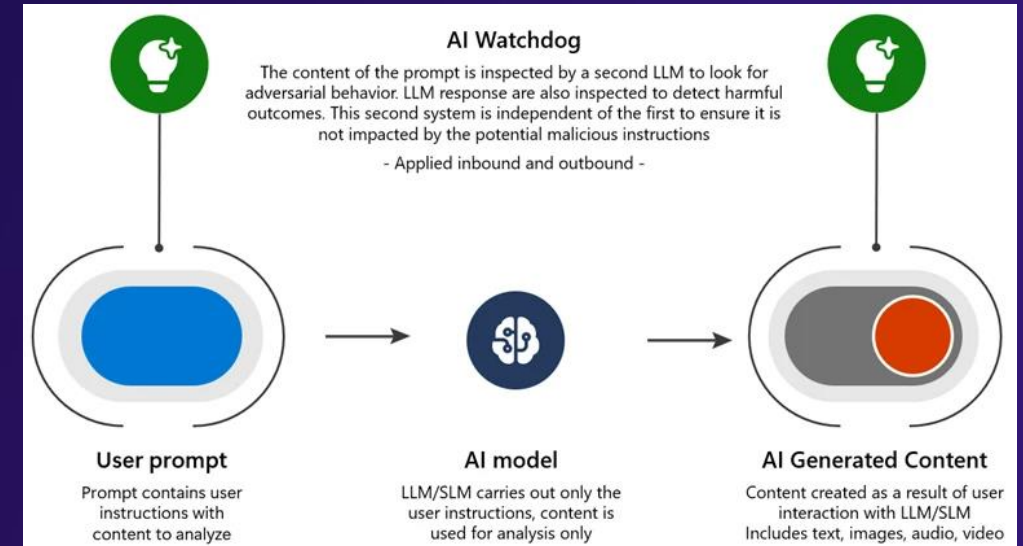 AI Watchdog
The content of the prompt is inspected by a second LLM to look for
adversarial behavior. LLM response are also inspected to detect harmful
outcomes. This second system is independent of the first to ensure it is
not impacted by the potential malicious instructions
- Applied inbound and outbound -
User prompt
Prompt contains user
instructions with
content to analyze
AI model
LLM/SLM carries out only the
user instructions, content is
used for analysis only
AI Generated Content
Content created as a result of user
interaction with LLM/SLM
Includes text, images, audio, video